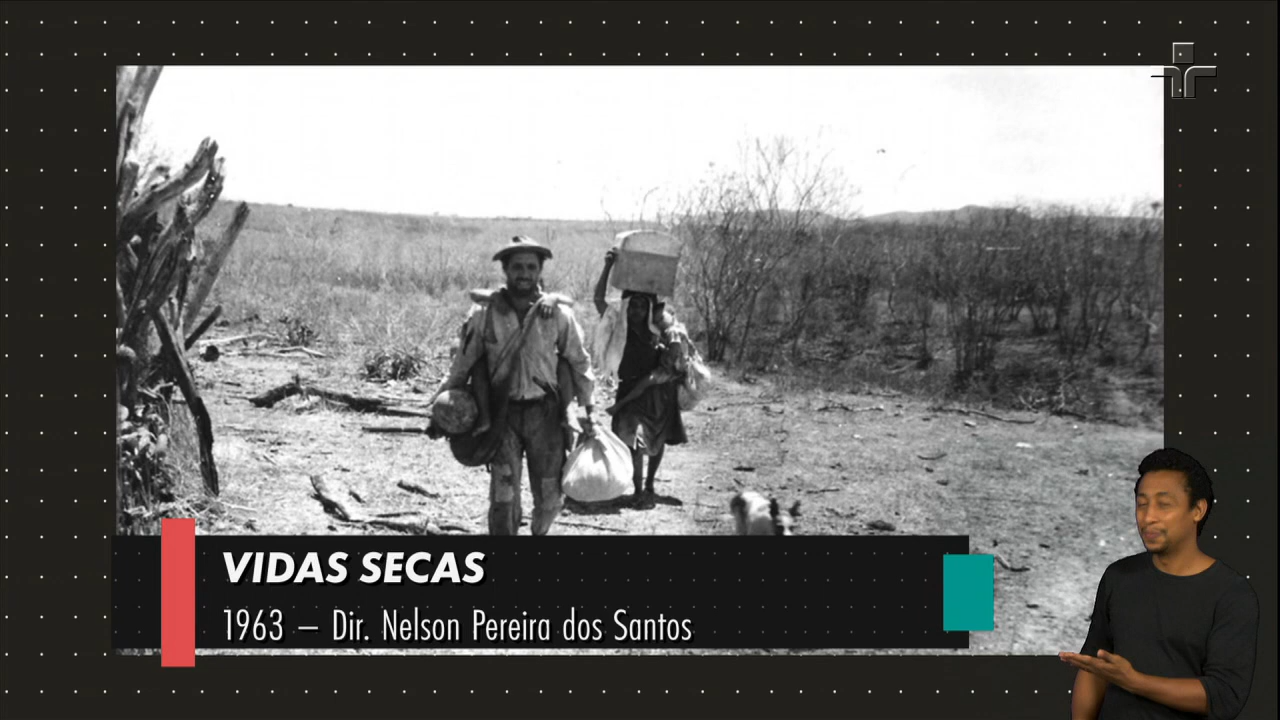 VIDAS SECAS
1963 – Dir. Nelson Pereira dos Santos